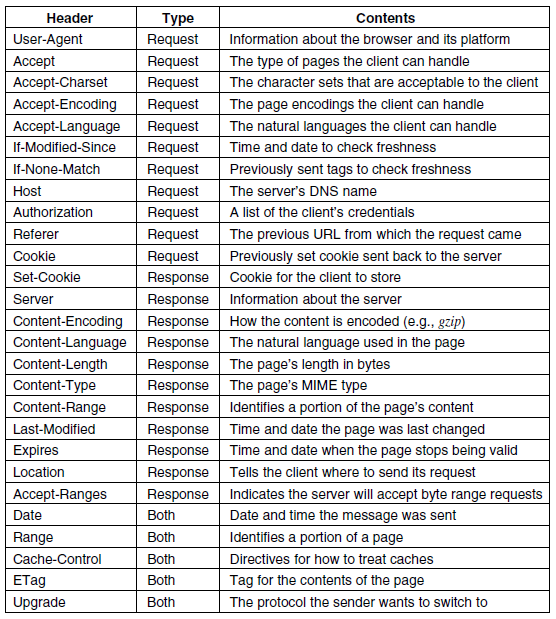 Header Type Contents
User-Agent Request Information about the browser and its platform
Accept Request The type of pages the client can handle
Accept-Charset Request The character sets that are acceptable to the client
Accept-Encoding Request The page encodings the client can handle
Accept-Language Request The natural languages the client can handle
If-Modified-Since Request Time and date to check freshness
If-None-Match Request Previously sent tags to check freshness
Host Request The server's DNS name
Authorization Request A list of the client's credentials
Referer Request The previous URL from which the request came
Cookie Request Previously set cookie sent back to the server
Set-Cookie Response Cookie for the client to store
Server Response Information about the server
Content-Encoding Response How the content is encoded (e.g., gzip)
Content-Language Response The natural language used in the page
Content-Length Response The page's length in bytes
Content-Type Response The page's MIME type
Content-Range Response Identifies a portion of the page's content
Last-Modified Response Time and date the page was last changed
Expires Response Time and date when the page stops being valid
Location Response Tells the client where to send its request
Accept-Ranges Response Indicates the server will accept byte range requests
Date Both Date and time the message was sent
Range Both Identifies a portion of a page
Cache-Control Both Directives for how to treat caches
ETag Both Tag for the contents of the page
Upgrade Both The protocol the sender wants to switch to